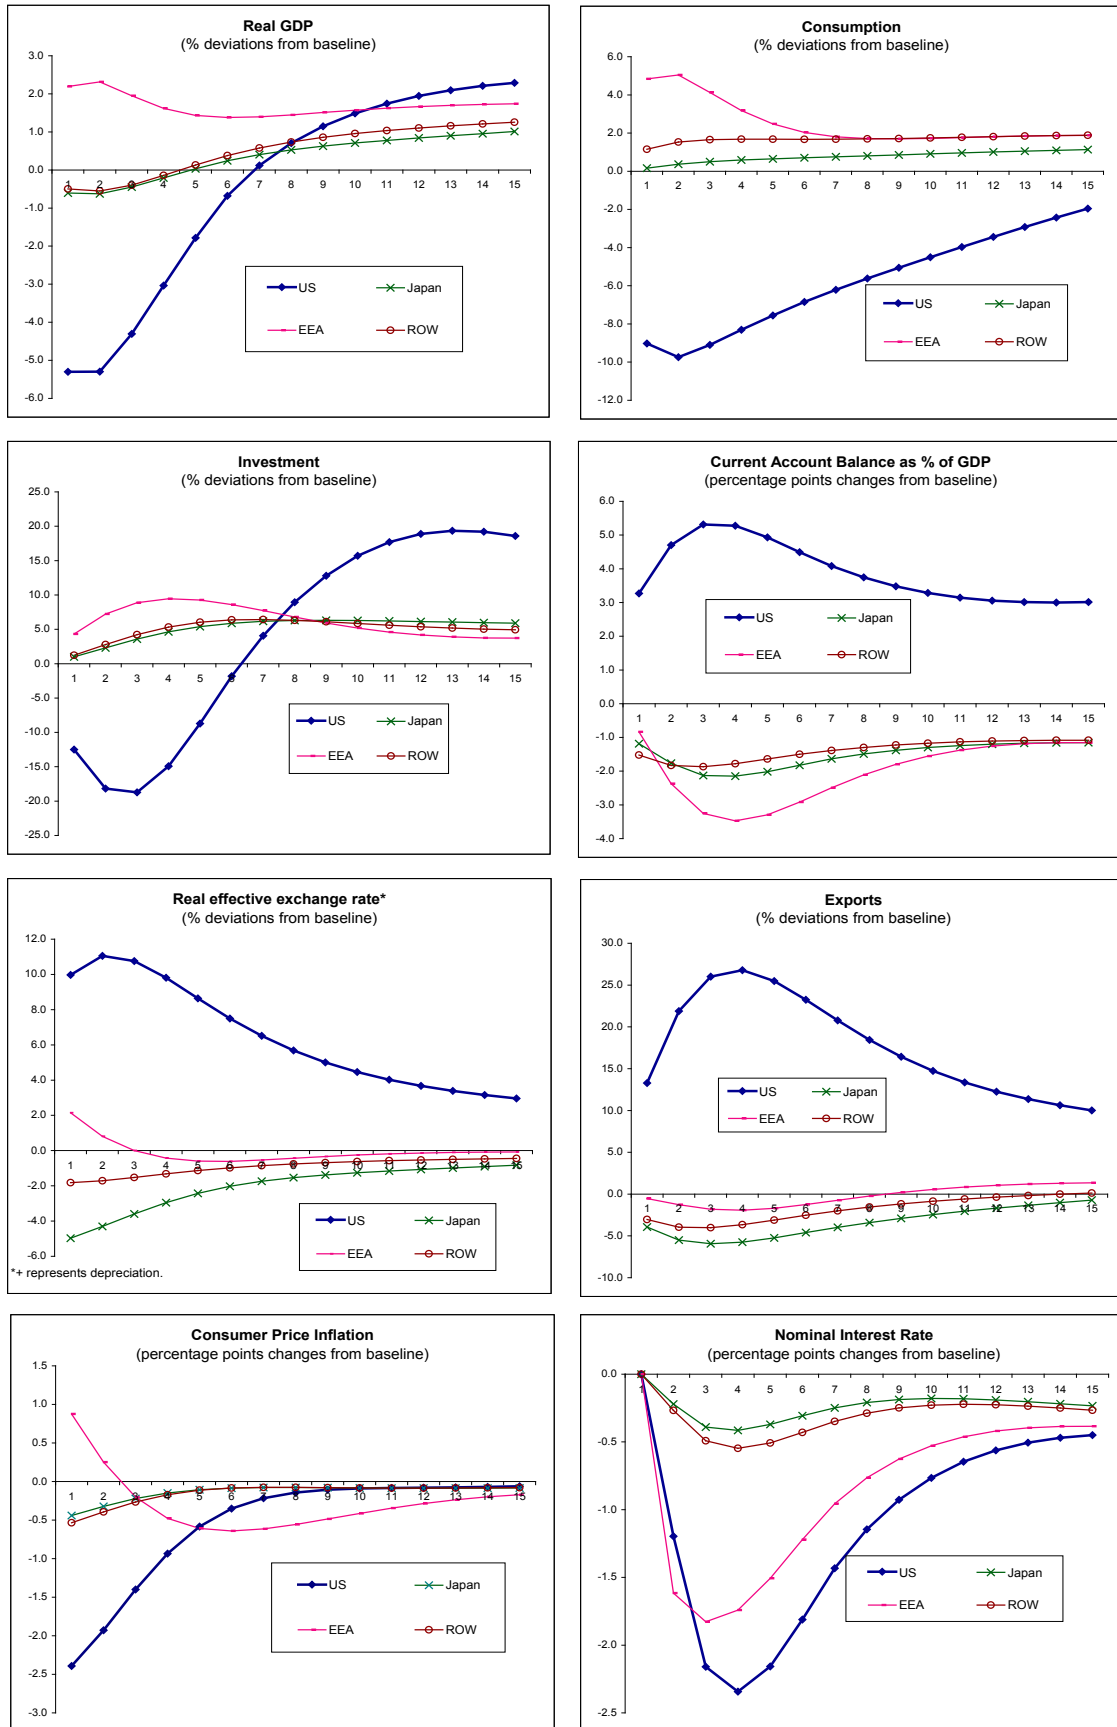 Real GDP
(% deviations from baseline)
3.0
2.0
1.0
0.0
-1.0
-2.0
-3.0
-4.0
-5.0
-6.0
1 2 3 4 5 6 7 8 9 10 11 12 13 14 15
US Japan
EEA ROW
Consumption
(% deviations from baseline)
6.0
4.0
2.0
0.0
-2.0
-4.0
-6.0
-8.0
-10.0
-12.0
1 2 3 4 5 6 7 8 9 10 11 12 13 14 15
US Japan
EEA ROW
Investment
(% deviations from baseline)
25.0
20.0
15.0
10.0
5.0
0.0
-5.0
-10.0
-15.0
-20.0
-25.0
1 2 3 4 5 6 7 8 9 10 11 12 13 14 15
US Japan
EEA ROW
Current Account Balance as % of GDP
(percentage points changes from baseline)
6.0
5.0
4.0
3.0
2.0
1.0
0.0
-1.0
-2.0
-3.0
-4.0
1 2 3 4 5 6 7 8 9 10 11 12 13 14 15
US Japan
EEA ROW
Real effective exchange rate*
(% deviations from baseline)
12.0
10.0
8.0
6.0
4.0
2.0
0.0
-2.0
-4.0
-6.0
1 2 3 4 5 6 7 8 9 10 11 12 13 14 15
US Japan
EEA ROW
*+ represents depreciation.
Exports
(% deviations from baseline)
30.0
25.0
20.0
15.0
10.0
5.0
0.0
-5.0
-10.0
1 2 3 4 5 6 7 8 9 10 11 12 13 14 15
US Japan
EEA ROW
Consumer Price Inflation
(percentage points changes from baseline)
1.5
1.0
0.5
0.0
-0.5
-1.0
-1.5
-2.0
-2.5
-3.0
1 2 3 4 5 6 7 8 9 10 11 12 13 14 15
US Japan
EEA ROW
Nominal Interest Rate
(percentage points changes from baseline)
0.0
-0.5
-1.0
-1.5
-2.0
-2.5
1 2 3 4 5 6 7 8 9 10 11 12 13 14 15
US Japan
EEA ROW